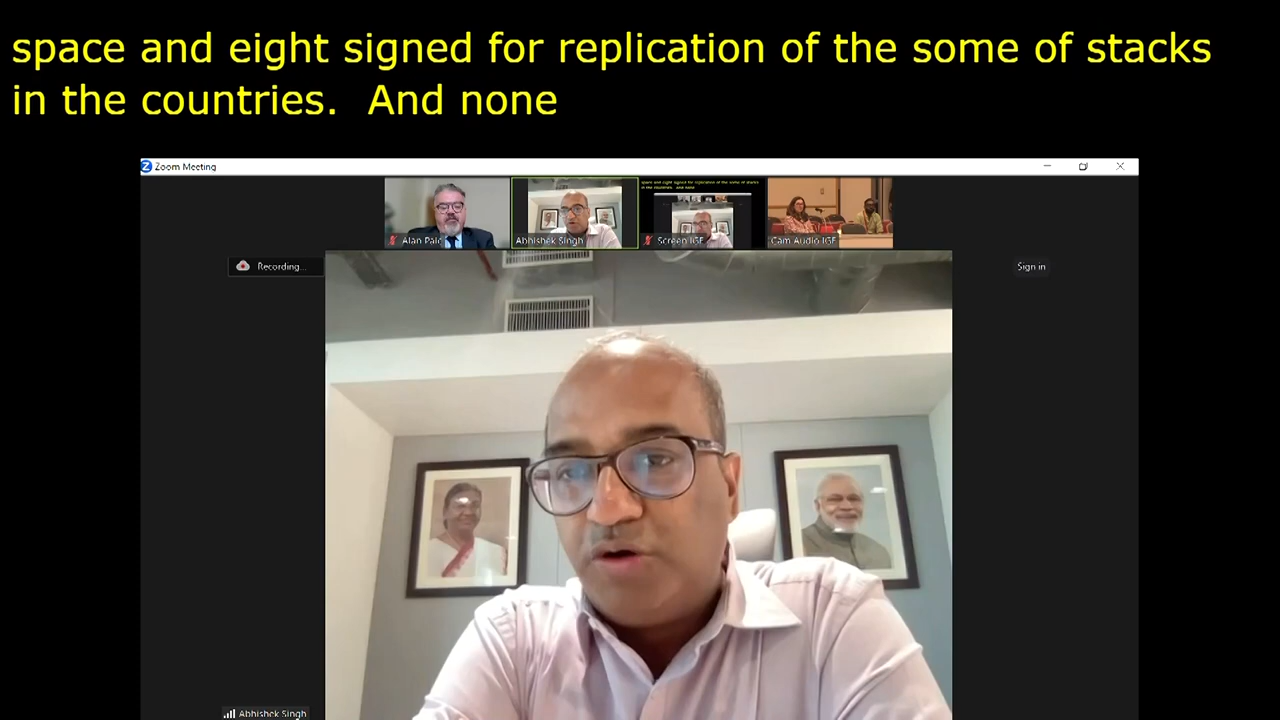 space and eight signed for replication of the some of stacks
in the countries.  And none
Zoom Meeting
Alan Paic
Abhishek Singh
Screen IGF
Cam Audio IGF
Recording...
Sign in
Abhishek Singh